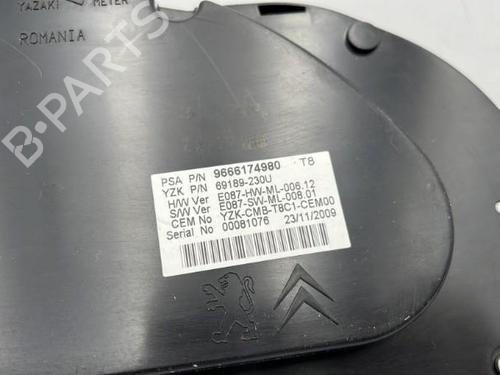 YAZAKI METER
ROMANIA
PSA P/N 9666174980 T8
YZK P/N 69189-230U
H/W Ver E087-HW-ML-006.12
S/W Ver E087-SW-ML-008.01
CEM No YZK-CMB-T8C1-CEM00
Serial No 00081076 23/11/2009
B-PARTS